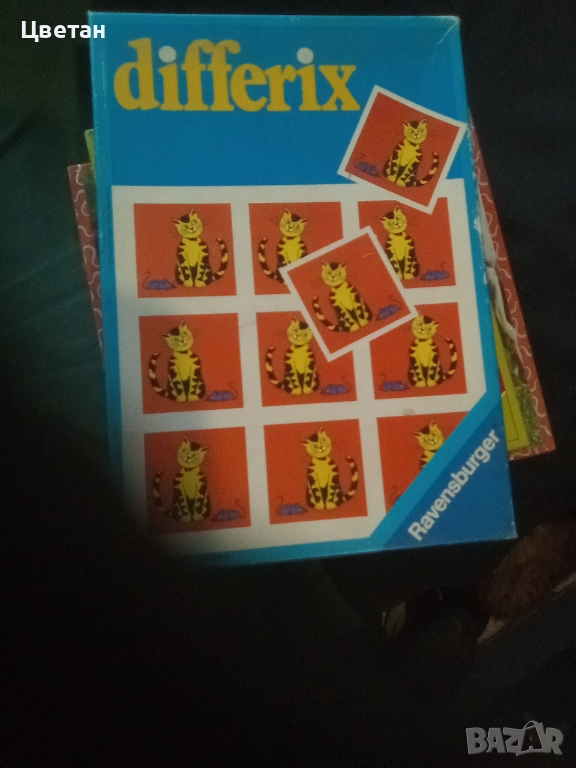 Цветан
differix
Ravensburger
BAZAR